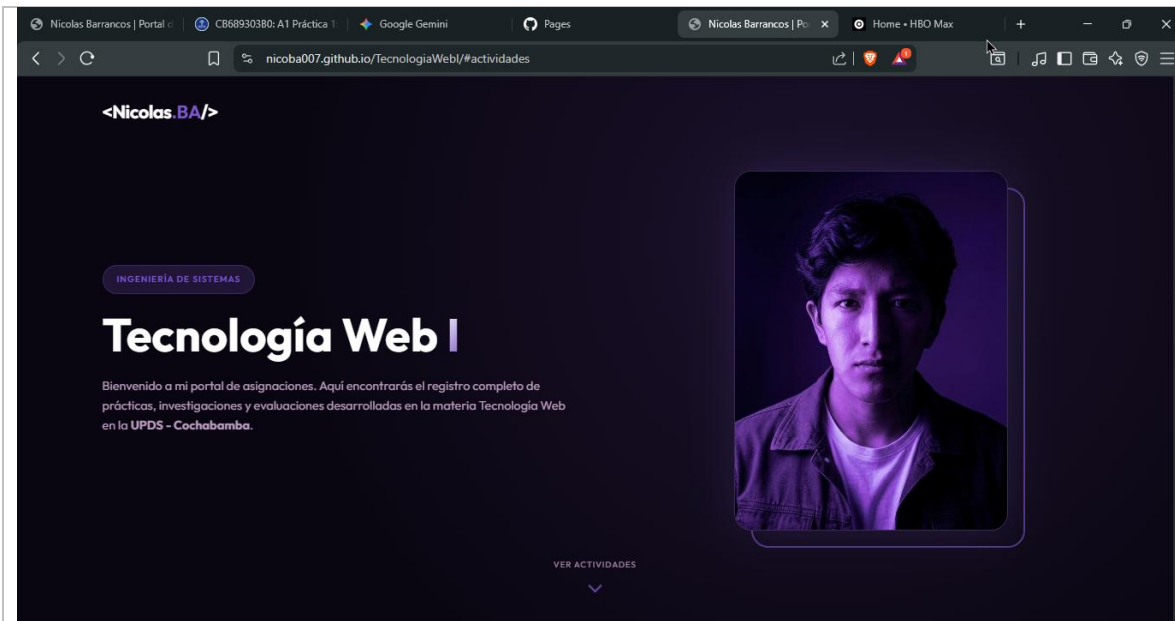 Nicolas Barrancos | Portal d
CB68930380: A1 Práctica 1:
Google Gemini
Pages
Nicolas Barrancos | Po
Home • HBO Max
nicoba007.github.io/TecnologiaWebI/#actividades
1
<Nicolas.BA/>
INGENIERÍA DE SISTEMAS
Tecnología Web I
Bienvenido a mi portal de asignaciones. Aquí encontrarás el registro completo de
prácticas, investigaciones y evaluaciones desarrolladas en la materia Tecnología Web
en la UPDS - Cochabamba.
VER ACTIVIDADES